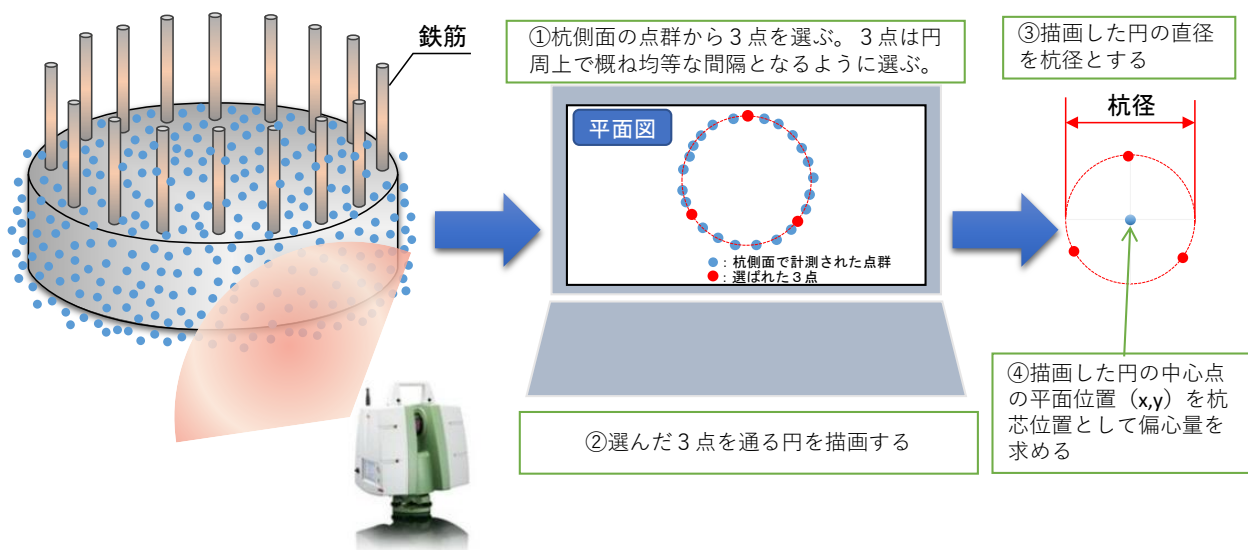 鉄筋
①杭側面の点群から３点を選ぶ。３点は円
周上で概ね均等な間隔となるように選ぶ。
平面図
：杭側面で計測された点群
：選ばれた３点
②選んだ３点を通る円を描画する
③描画した円の直径
を杭径とする
杭径
④描画した円の中心点
の平面位置（x,y）を杭
芯位置として偏心量を
求める